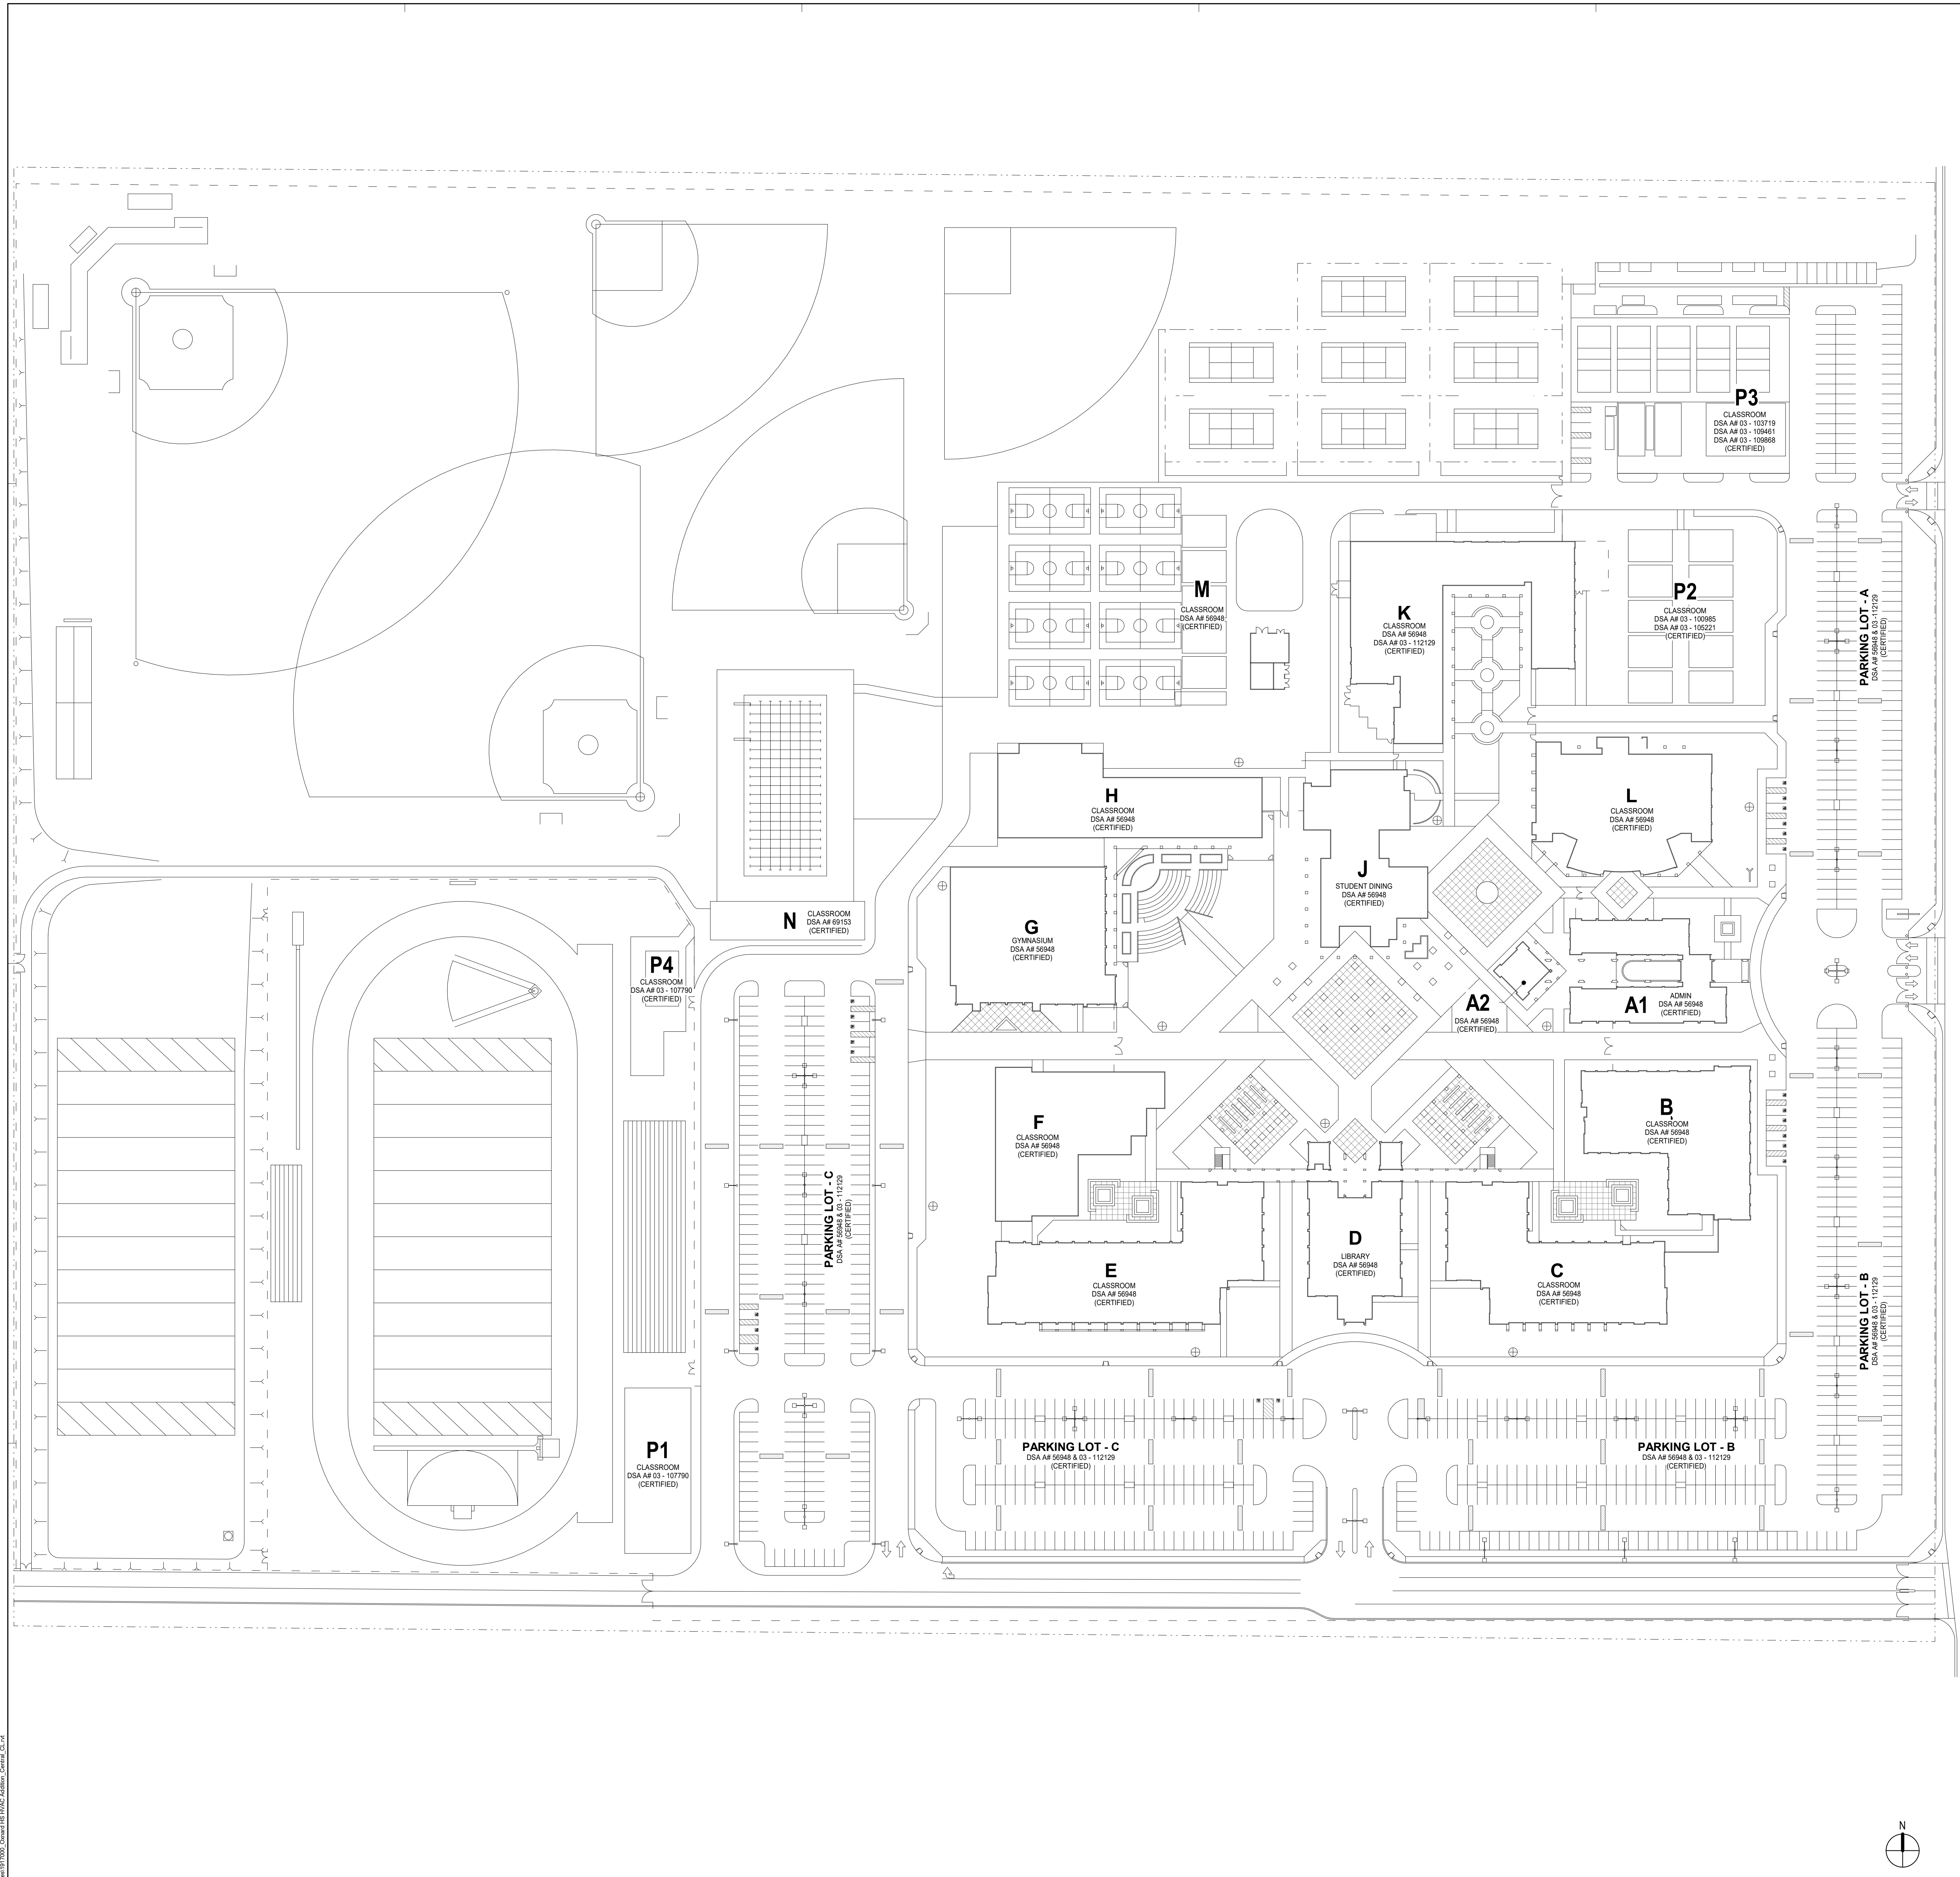 P3
CLASSROOM
DSA A# 03 - 103719
DSA A# 03 - 109461
DSA A# 03 - 109868
(CERTIFIED)
M
CLASSROOM
DSA A# 56948
(CERTIFIED)
K
CLASSROOM
DSA A# 56948
DSA A# 03 - 112129
(CERTIFIED)
P2
CLASSROOM
DSA A# 03 - 100985
DSA A# 03 - 105221
(CERTIFIED)
PARKING LOT - A
DSA A# 56948 & 03 - 112129
(CERTIFIED)
H
CLASSROOM
DSA A# 56948
(CERTIFIED)
L
CLASSROOM
DSA A# 56948
(CERTIFIED)
J
STUDENT DINING
DSA A# 56948
(CERTIFIED)
N
CLASSROOM
DSA A# 69153
(CERTIFIED)
G
GYMNASIUM
DSA A# 56948
(CERTIFIED)
P4
CLASSROOM
DSA A# 03 - 107790
(CERTIFIED)
A2
DSA A# 56948
(CERTIFIED)
A1
ADMIN
DSA A# 56948
(CERTIFIED)
F
CLASSROOM
DSA A# 56948
(CERTIFIED)
B
CLASSROOM
DSA A# 56948
(CERTIFIED)
PARKING LOT - C
DSA A# 56948 & 03 - 112129
(CERTIFIED)
D
LIBRARY
DSA A# 56948
(CERTIFIED)
E
CLASSROOM
DSA A# 56948
(CERTIFIED)
C
CLASSROOM
DSA A# 56948
(CERTIFIED)
PARKING LOT - B
DSA A# 56948 & 03 - 112129
(CERTIFIED)
P1
CLASSROOM
DSA A# 03 - 107790
(CERTIFIED)
PARKING LOT - C
DSA A# 56948 & 03 - 112129
(CERTIFIED)
PARKING LOT - B
DSA A# 56948 & 03 - 112129
(CERTIFIED)
HS HVAC Addition_Central_CL.rvt
N